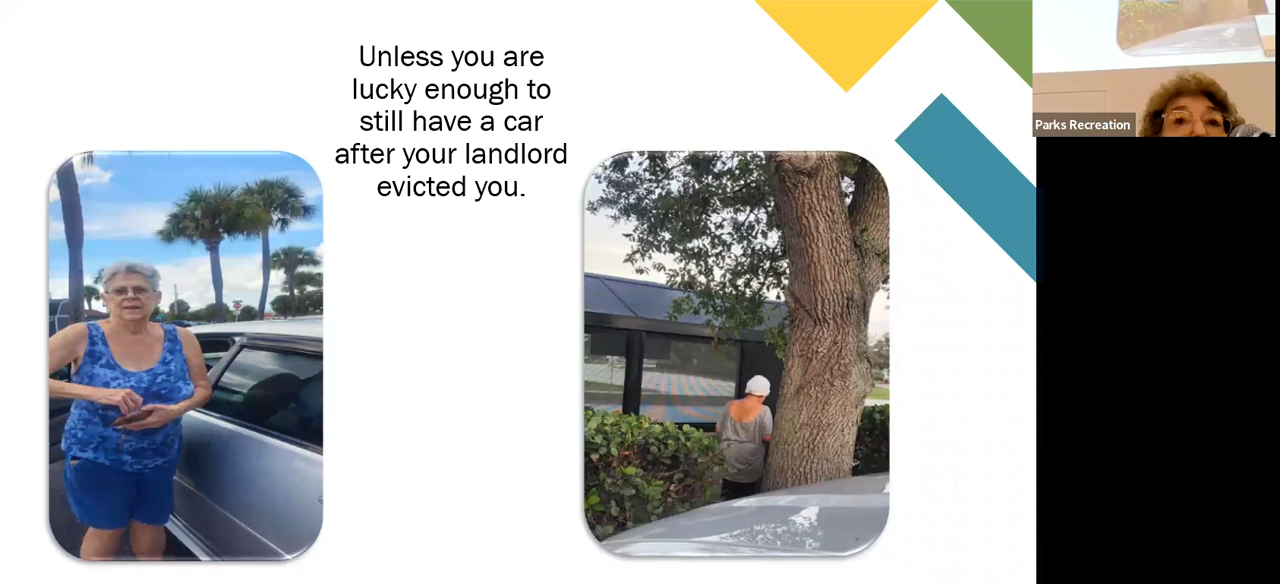 Unless you are
lucky enough to
still have a car
after your landlord
evicted you.
Parks Recreation